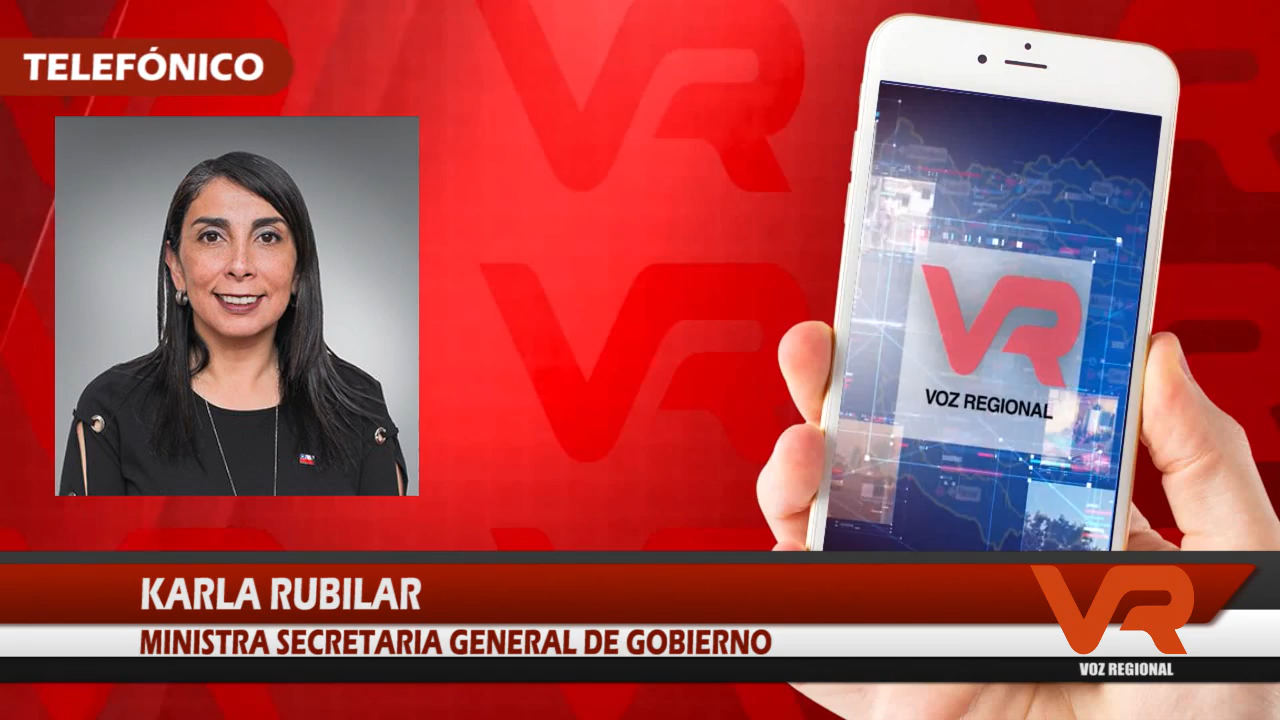 TELEFÓNICO
VR
VOZ REGIONAL
KARLA RUBILAR
MINISTRA SECRETARIA GENERAL DE GOBIERNO
VR
VOZ REGIONAL